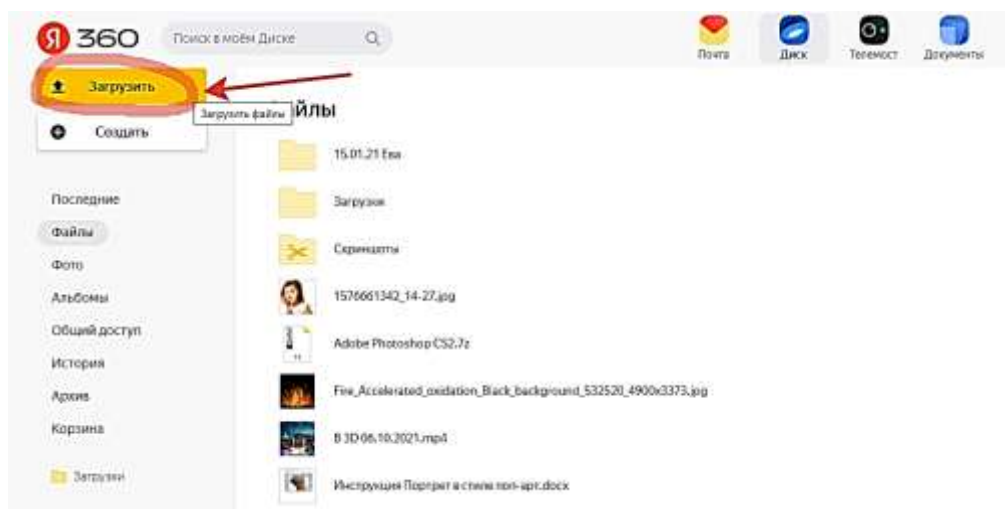 Я 360
Поиск в моём Диске
Почта
Диск
Телемост
Документы
Загрузить
Загрузить файлы
йлы
Создать
15.01.21 Ева
Последние
Загрузки
Файлы
Скриншоты
Фото
1576661342_14-27.jpg
Альбомы
Общий доступ
Adobe Photoshop CS2.7z
История
Fire_Accelerated_oxidation_Black_background_532520_4900x3373.jpg
Архив
Корзина
В 3D 06.10.2021.mp4
Загрузки
Инструкция Портрет в стиле поп-арт.docx